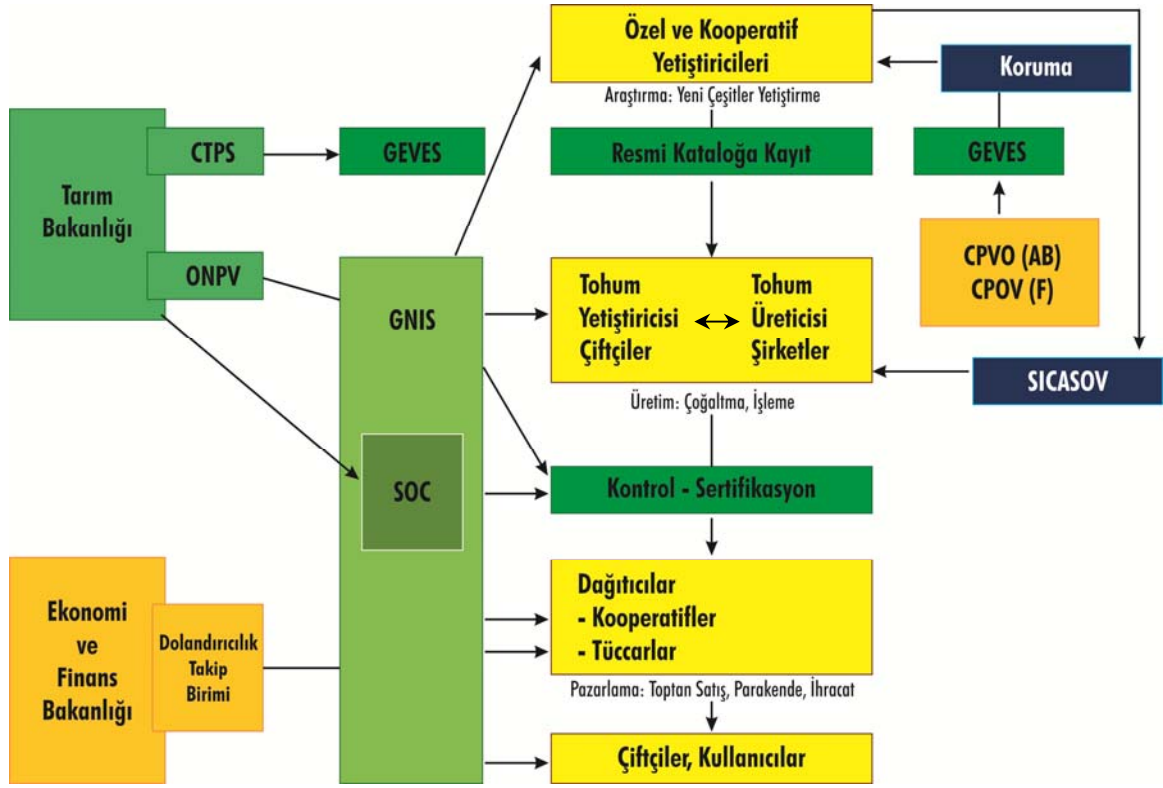 Özel ve Kooperatif
Yetiştiricileri
Araştırma: Yeni Çeşitler Yetiştirme
Koruma
CTPS
GEVES
Resmi Kataloğa Kayıt
GEVES
Tarım
Bakanlığı
ONPV
CPVO (AB)
CPOV (F)
GNIS
Tohum
Yetiştiricisi
Çiftçiler
Tohum
Üreticisi
Şirketler
SICASOV
Üretim: Çoğaltma, İşleme
SOC
Kontrol - Sertifikasyon
Ekonomi
ve
Finans
Bakanlığı
Dolandırıcılık
Takip
Birimi
Dağıtıcılar
- Kooperatifler
- Tüccarlar
Pazarlama: Toptan Satış, Parakende, İhracat
Çiftçiler, Kullanıcılar